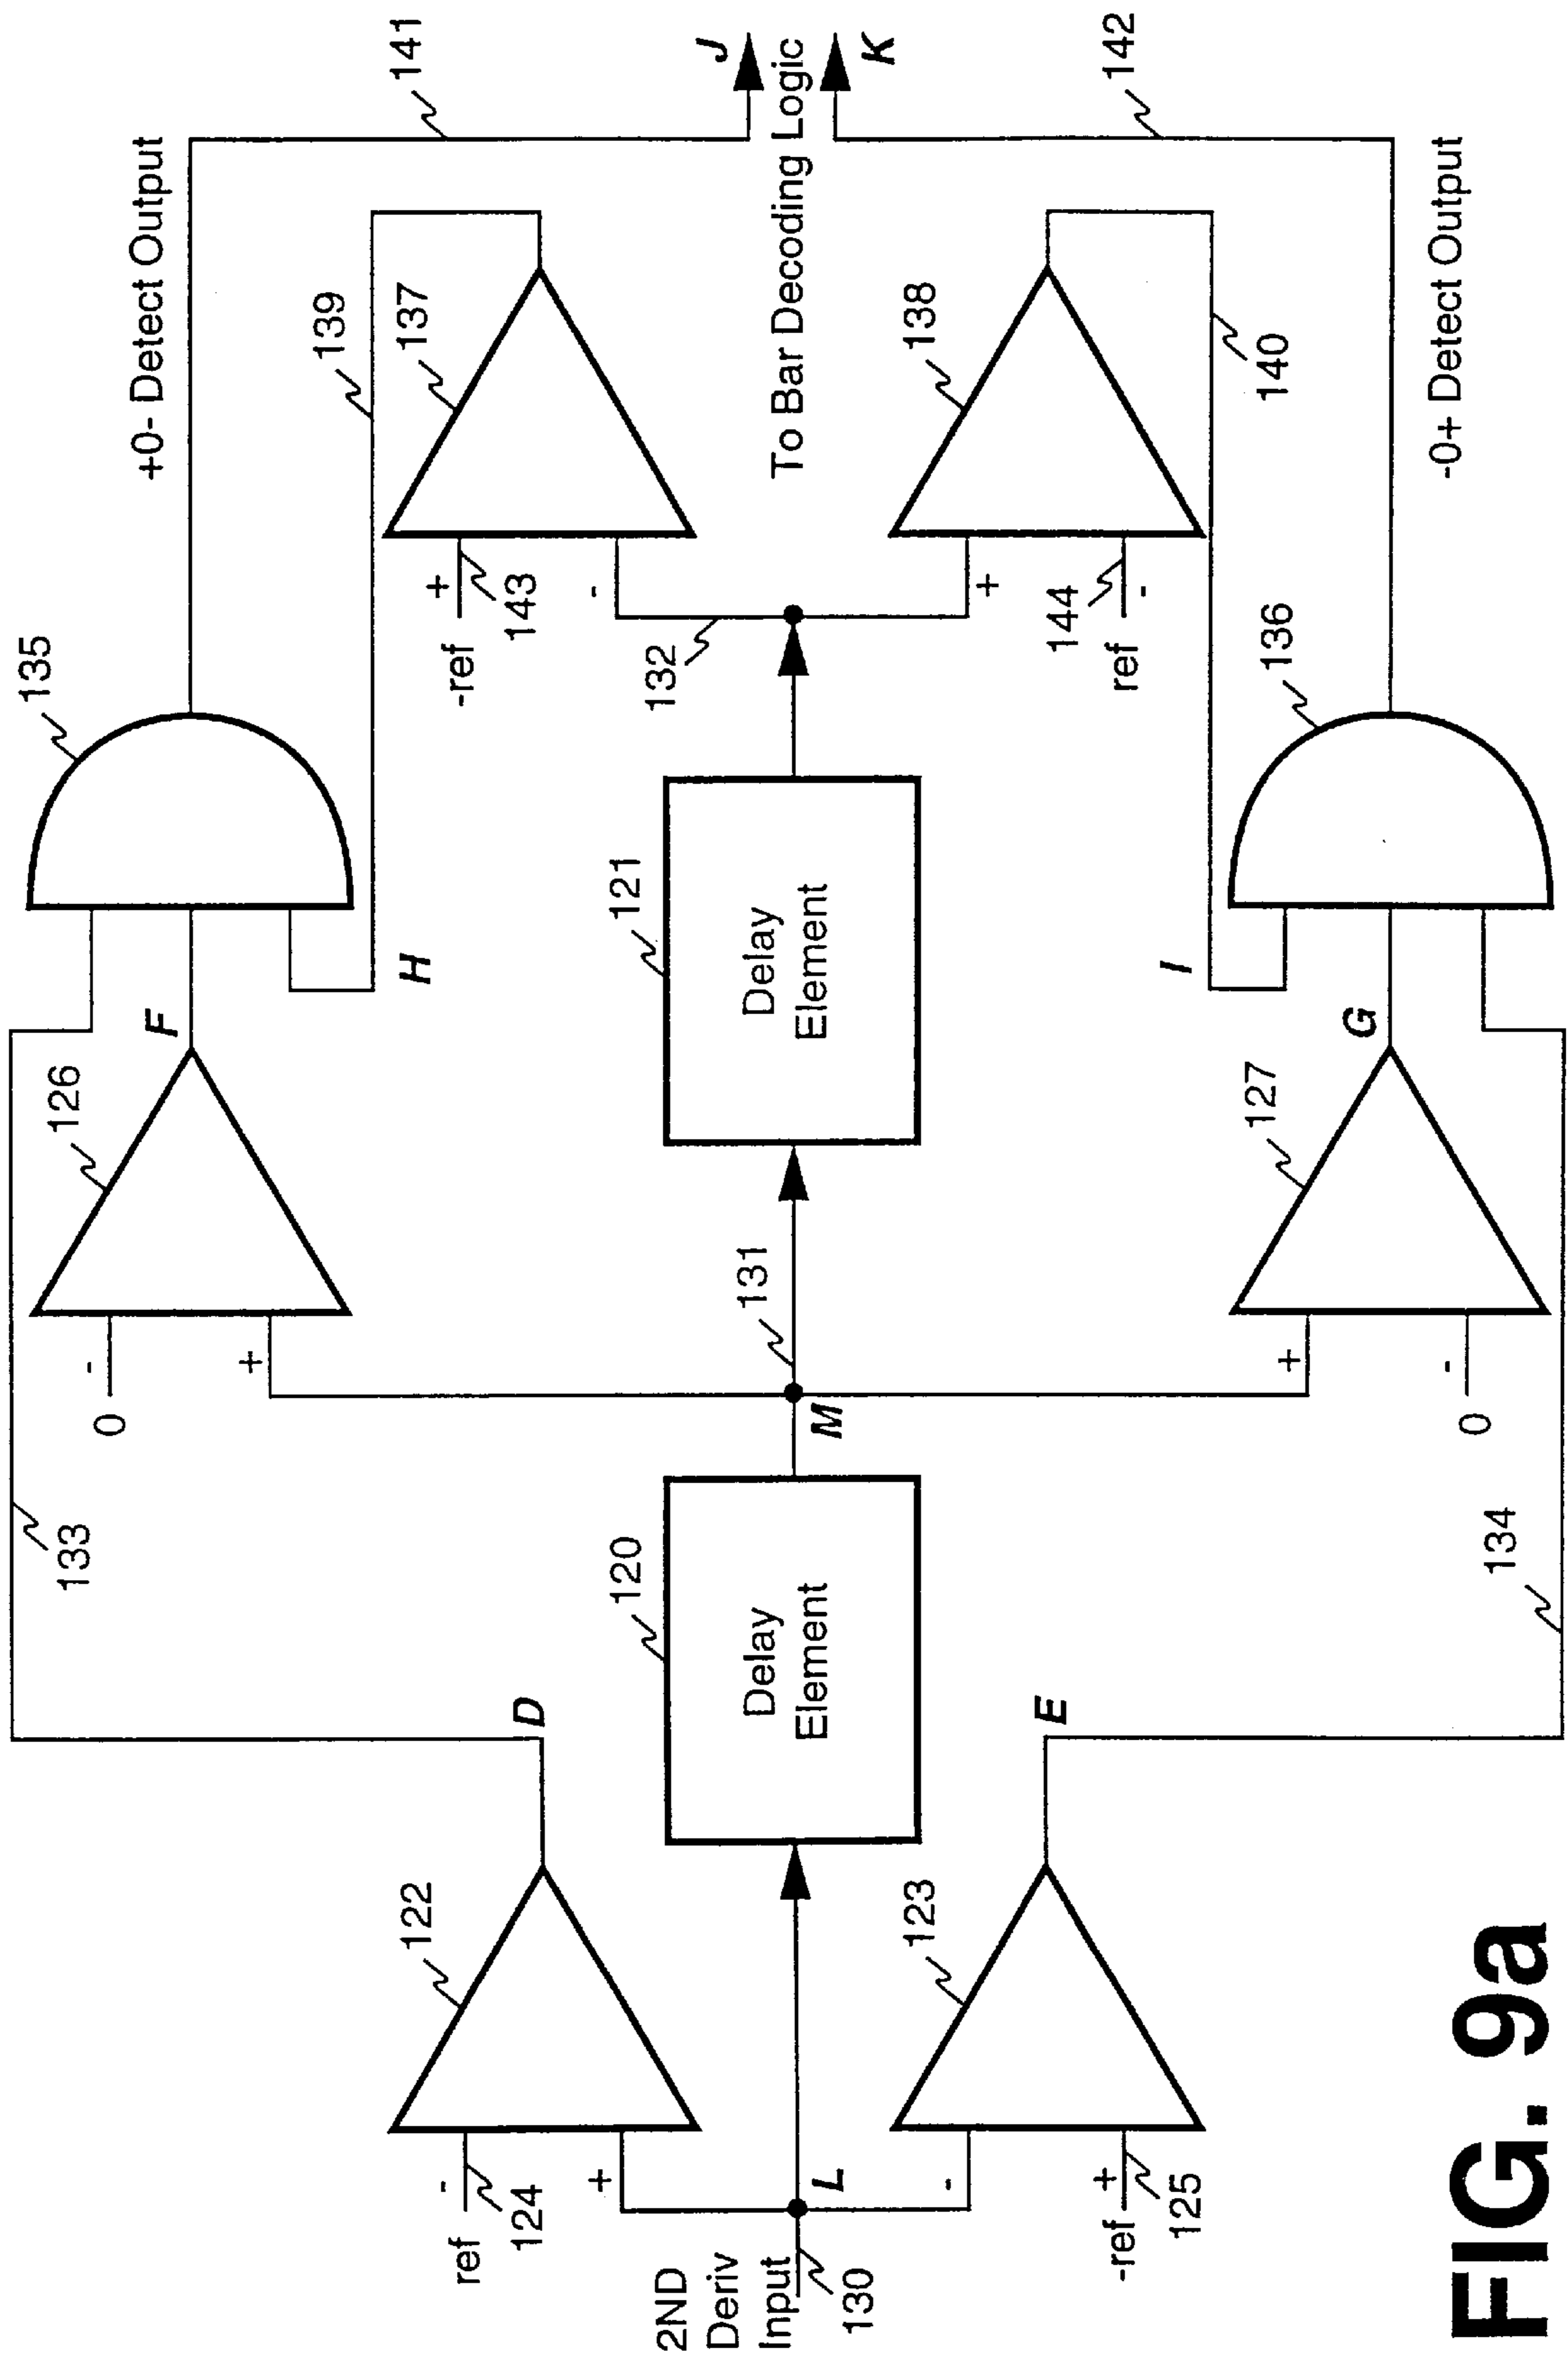 141
+0- Detect Output
J
To Bar Decoding Logic
K
142
-0+ Detect Output
135
139
137
+
-ref
143
-
132
138
+
144
ref
-
140
136
F
H
126
-
0
+
121
Delay
Element
131
M
I
G
127
+
-
0
133
D
120
Delay
Element
E
134
122
ref
-
124
+
2ND
Deriv
Input
130
L
123
-
-ref
+
125
FIG. 9a